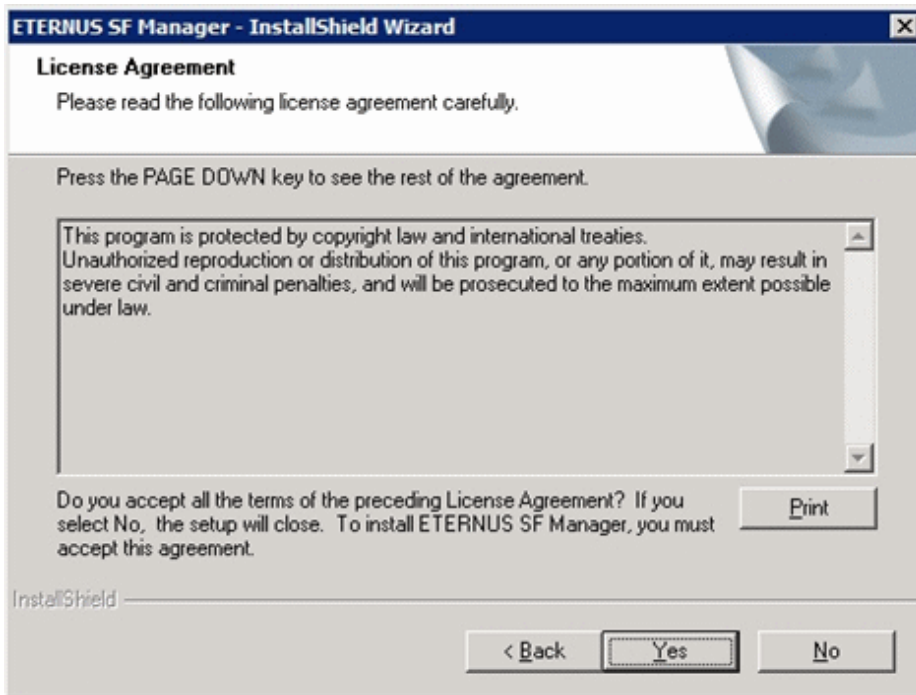 ETERNUS SF Manager - InstallShield Wizard
License Agreement
Please read the following license agreement carefully.
Press the PAGE DOWN key to see the rest of the agreement.
This program is protected by copyright law and international treaties.
Unauthorized reproduction or distribution of this program, or any portion of it, may result in
severe civil and criminal penalties, and will be prosecuted to the maximum extent possible
under law.
Do you accept all the terms of the preceding License Agreement? If you
select No, the setup will close. To install ETERNUS SF Manager, you must
accept this agreement.
Print
InstallShield
< Back
Yes
No